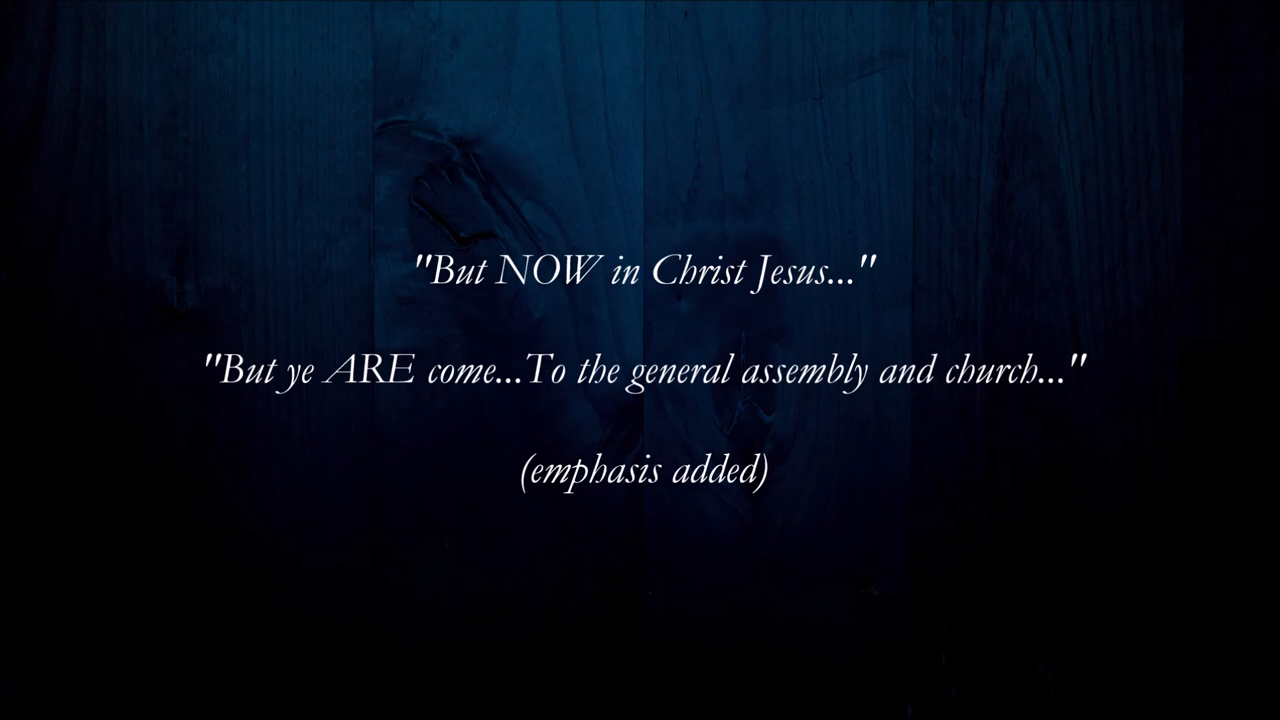 "But NOW in Christ Jesus..."
"But ye ARE come...To the general assembly and church..."
(emphasis added)